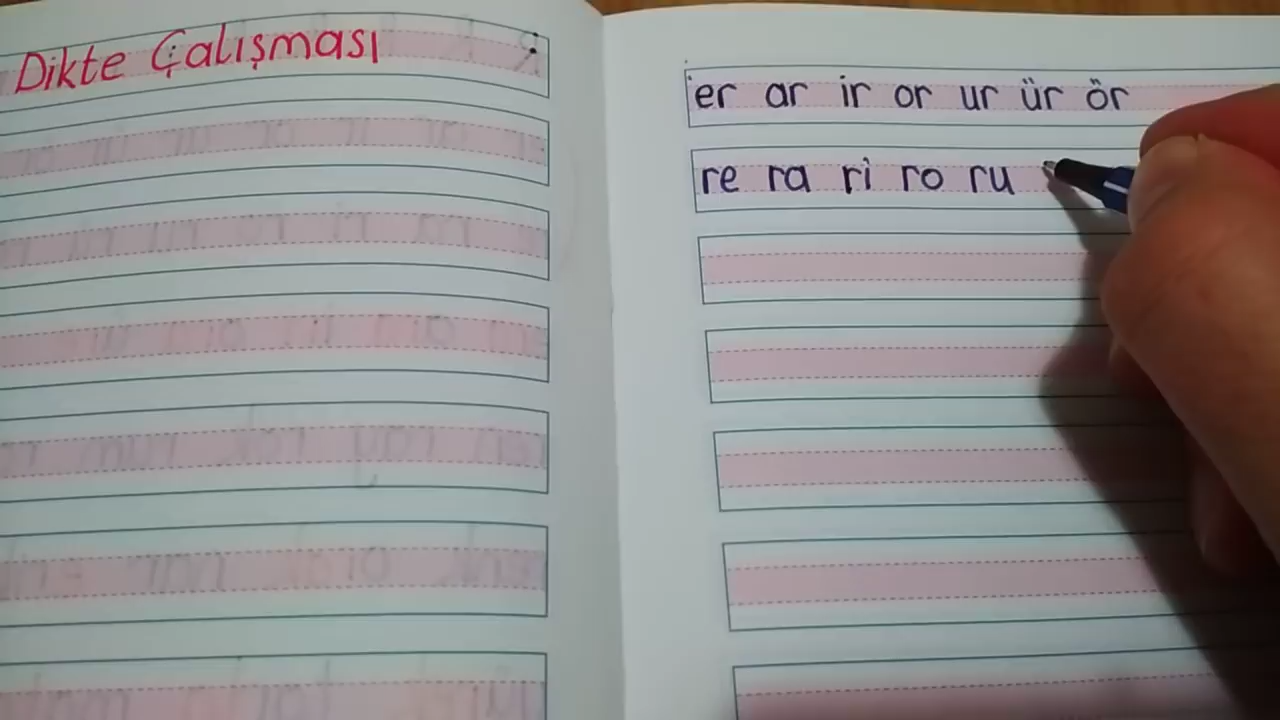 Dikte Çalışması
er ar ir or ur ür ör
re ra ri ro ru